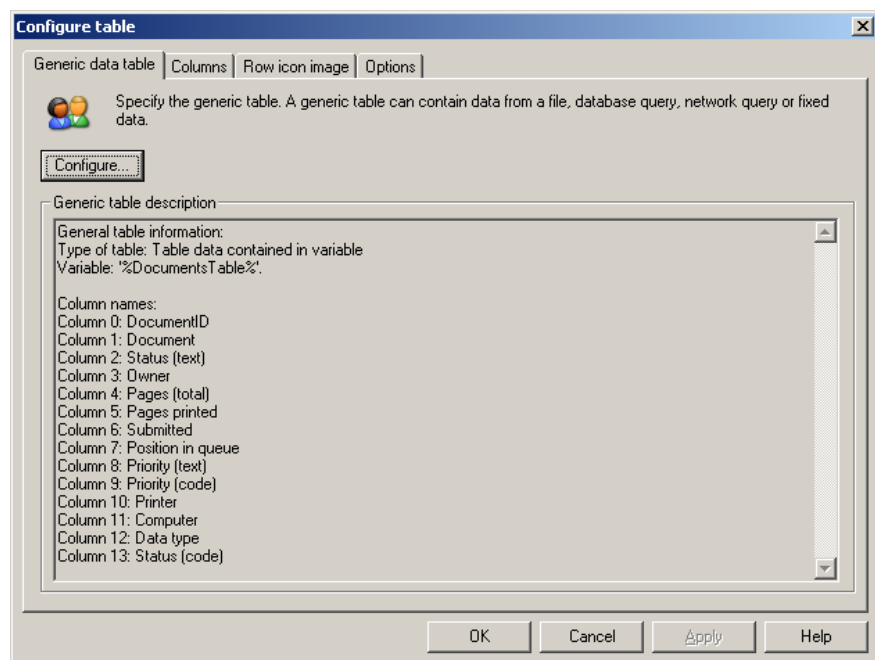 Configure table
Generic data table
Columns
Row icon image
Options
Specify the generic table. A generic table can contain data from a file, database query, network query or fixed
data.
Configure...
Generic table description
General table information:
Type of table: Table data contained in variable
Variable: '%DocumentsTable%'.
Column names:
Column 0: DocumentID
Column 1: Document
Column 2: Status (text)
Column 3: Owner
Column 4: Pages (total)
Column 5: Pages printed
Column 6: Submitted
Column 7: Position in queue
Column 8: Priority (text)
Column 9: Priority (code)
Column 10: Printer
Column 11: Computer
Column 12: Data type
Column 13: Status (code)
OK
Cancel
Apply
Help